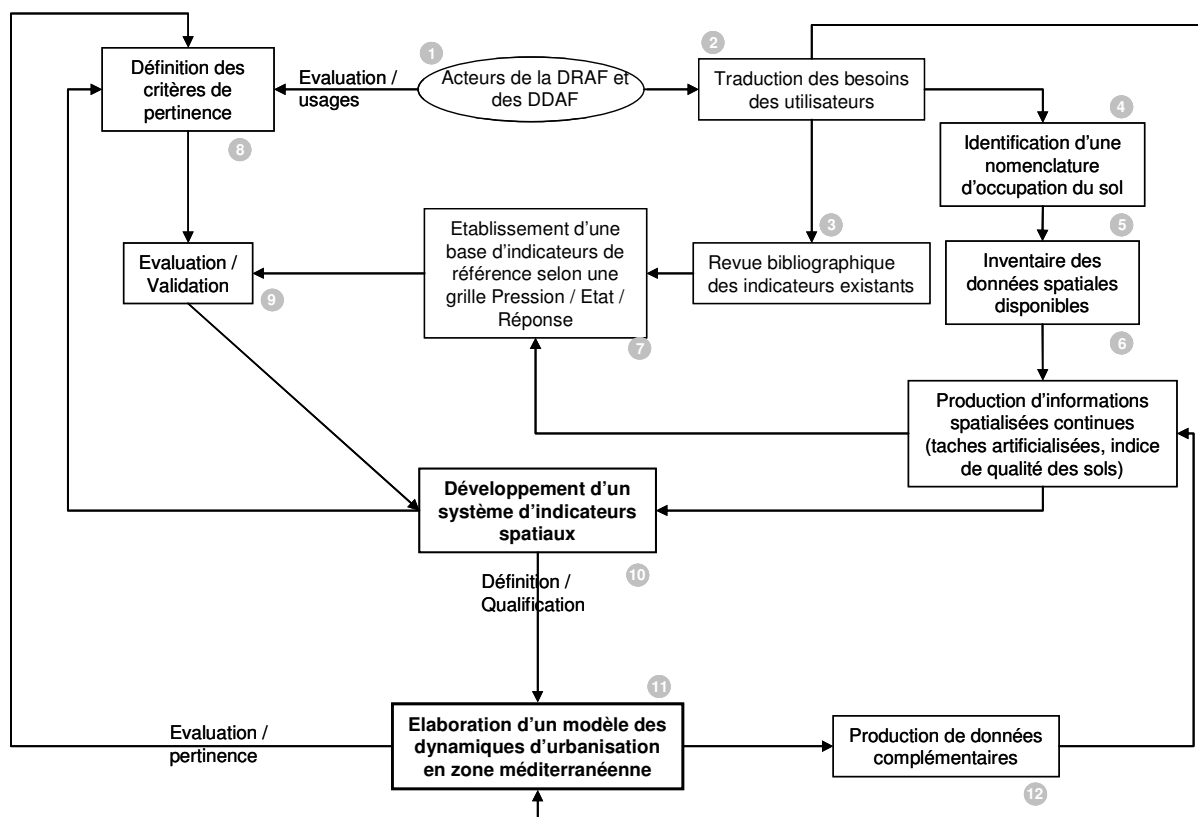 1
Acteurs de la DRAF et
des DDAF
2
Traduction des besoins
des utilisateurs
Evaluation /
usages
Définition des
critères de
pertinence
8
4
Identification d'une
nomenclature
d'occupation du sol
3
Revue bibliographique
des indicateurs existants
5
Inventaire des
données spatiales
disponibles
6
Etablissement d'une
base d'indicateurs de
référence selon une
grille Pression / Etat /
Réponse
7
Evaluation /
Validation
9
Production d'informations
spatialisées continues
(taches artificialisées, indice
de qualité des sols)
Développement d'un
système d'indicateurs
spatiaux
10
Définition /
Qualification
11
Elaboration d'un modèle des
dynamiques d'urbanisation
en zone méditerranéenne
Evaluation /
pertinence
Production de données
complémentaires
12